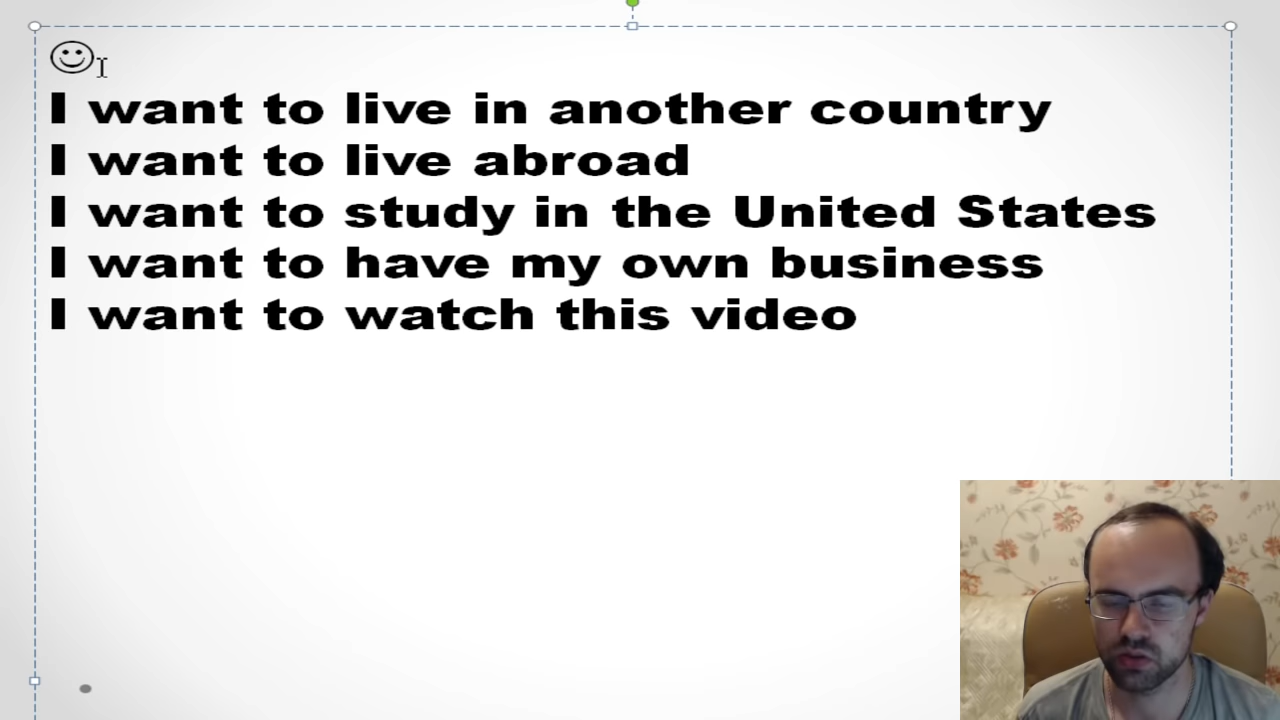 I want to live in another country
I want to live abroad
I want to study in the United States
I want to have my own business
I want to watch this video